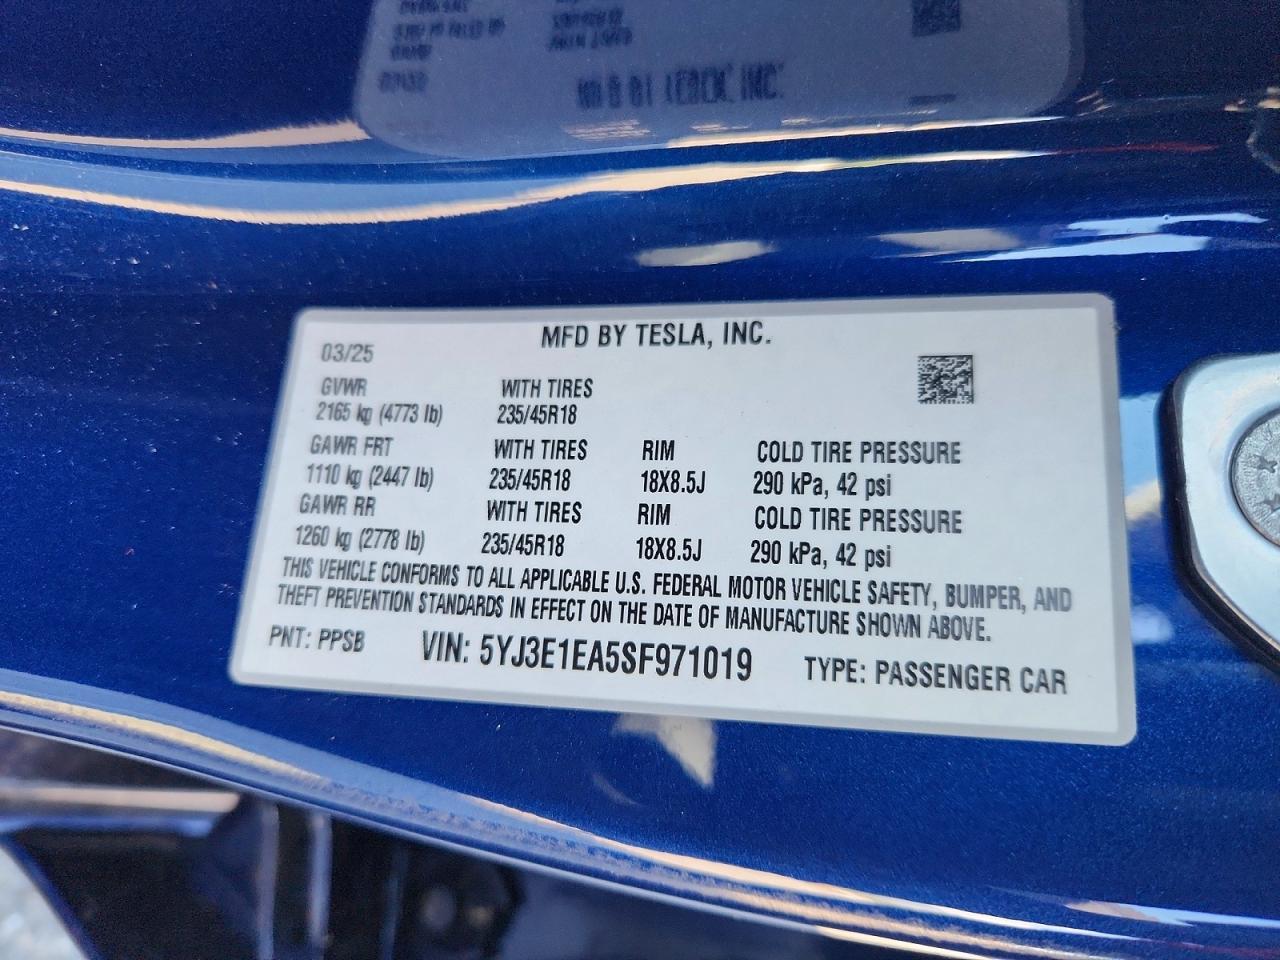 MFD BY TESLA, INC.
03/25
GVWR WITH TIRES
2165 kg (4773 lb) 235/45R18
GAWR FRT WITH TIRES RIM COLD TIRE PRESSURE
1110 kg (2447 lb) 235/45R18 18X8.5J 290 kPa, 42 psi
GAWR RR WITH TIRES RIM COLD TIRE PRESSURE
1260 kg (2778 lb) 235/45R18 18X8.5J 290 kPa, 42 psi
THIS VEHICLE CONFORMS TO ALL APPLICABLE U.S. FEDERAL MOTOR VEHICLE SAFETY, BUMPER, AND
THEFT PREVENTION STANDARDS IN EFFECT ON THE DATE OF MANUFACTURE SHOWN ABOVE.
PNT: PPSB VIN: 5YJ3E1EA5SF971019 TYPE: PASSENGER CAR